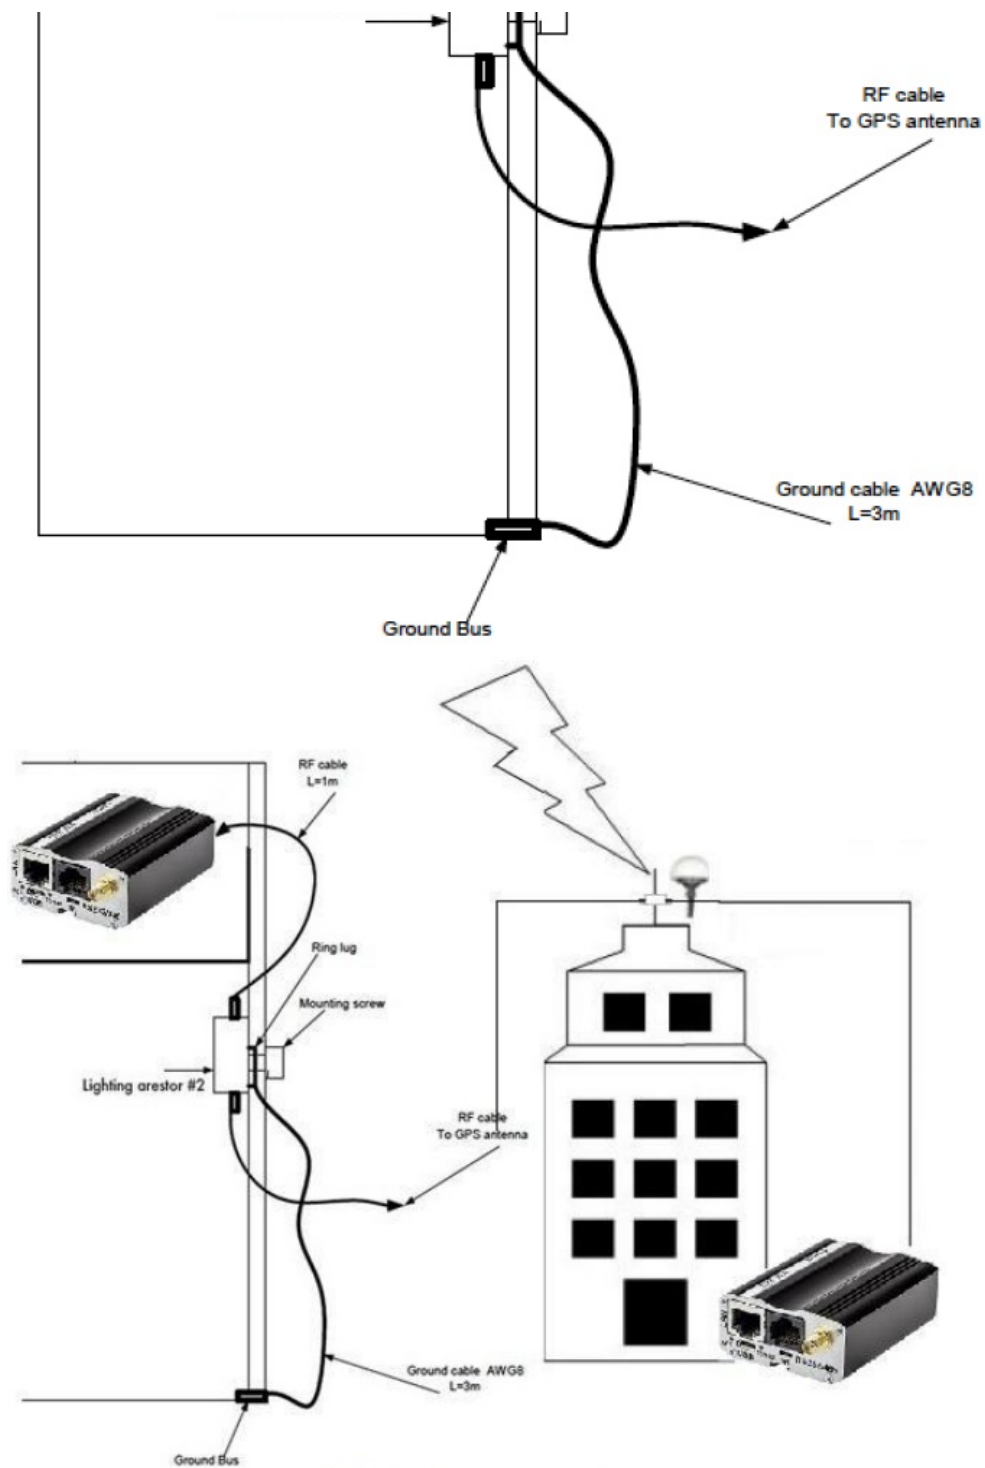 RF cable
To GPS antenna
Ground cable AWG8
L=3m
Ground Bus
RF cable
L=1m
Ring lug
Mounting screw
Lighting arestor #2
RF cable
To GPS antenna
Ground cable AWG8
L=3m
Ground Bus